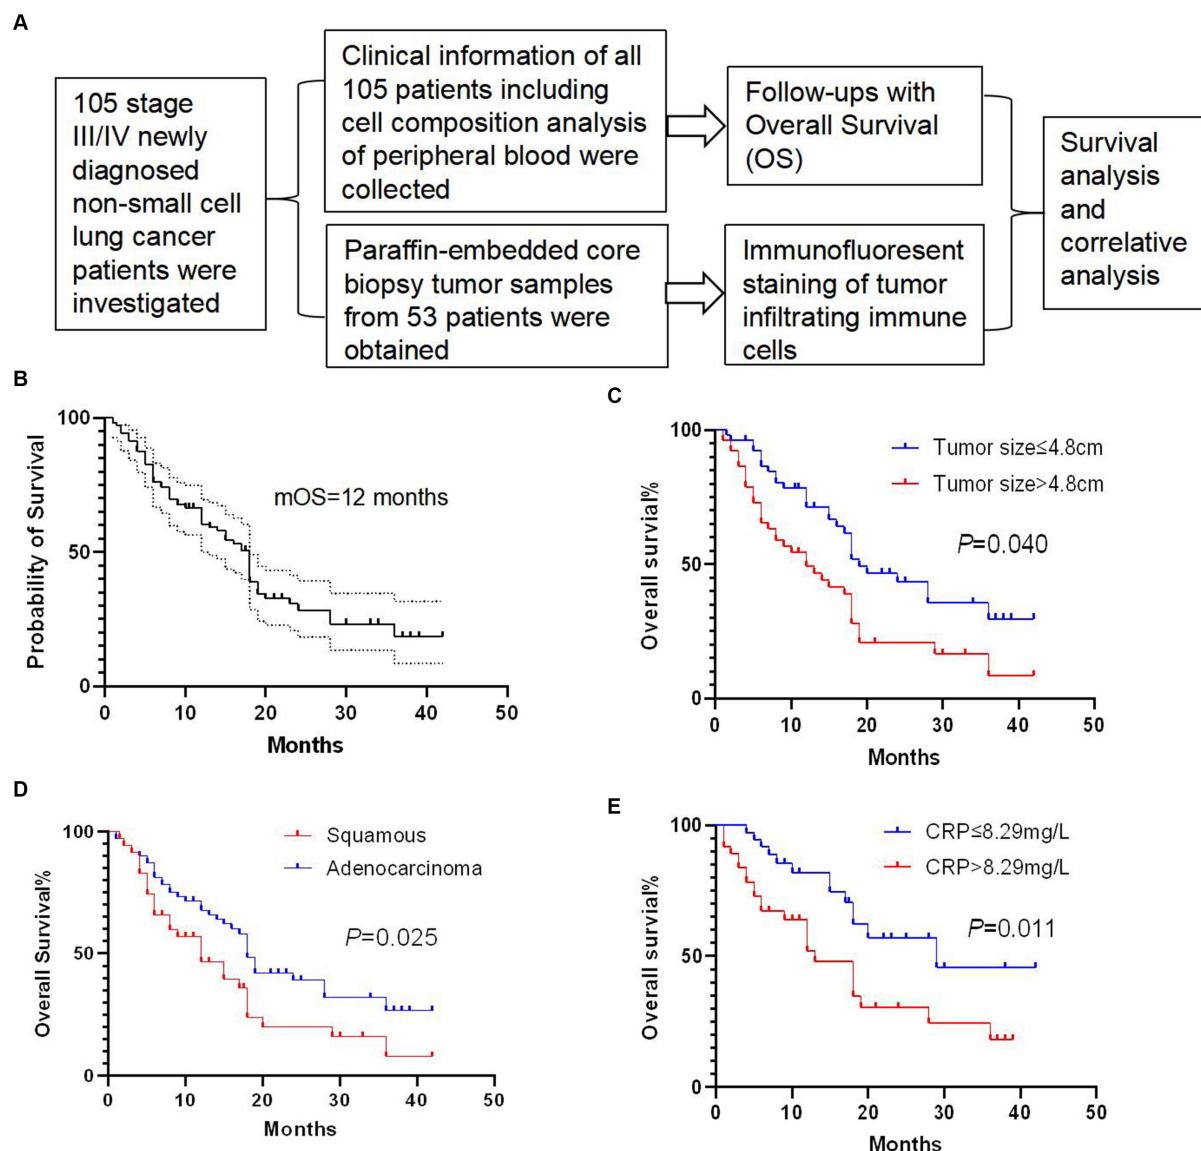 A
105 stage
III/IV newly
diagnosed
non-small cell
lung cancer
patients were
investigated
Clinical information of all
105 patients including
cell composition analysis
of peripheral blood were
collected
Paraffin-embedded core
biopsy tumor samples
from 53 patients were
obtained
Follow-ups with
Overall Survival
(OS)
Immunofluoresent
staining of tumor
infiltrating immune
cells
Survival
analysis
and
correlative
analysis
B
Probability of Survival
100
50
0
mOS=12 months
0 10 20 30 40 50
Months
C
Overall survial%
100
50
0
Tumor size≤4.8cm
Tumor size>4.8cm
P=0.040
0 10 20 30 40 50
Months
D
Overall Survival%
100
50
0
Squamous
Adenocarcinoma
P=0.025
0 10 20 30 40 50
Months
E
Overall survial%
100
50
0
CRP≤8.29mg/L
CRP>8.29mg/L
P=0.011
0 10 20 30 40 50
Months